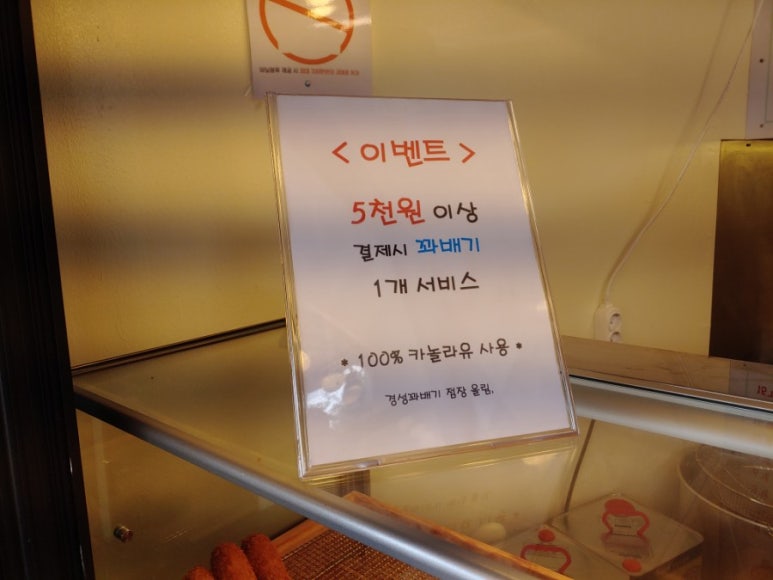 < 이벤트 >
5천원 이상
결제시 꽈배기
1개 서비스
* 100% 카놀라유 사용 *
경성꽈배기 점장 올림.